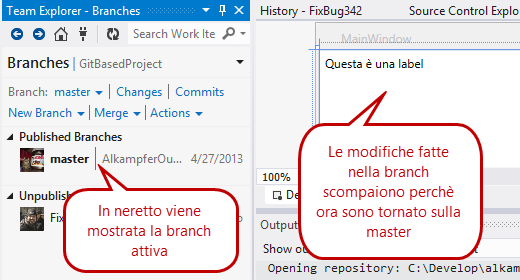 Team Explorer - Branches
Search Work Ite
Branches | GitBasedProject
Branch: master | Changes | Commits
New Branch | Merge | Actions
Published Branches
master AlkampferOu... 4/27/2013
Unpub
Fix
In neretto viene
mostrata la branch
attiva
History - FixBug342
Source Control Explo
MainWindow
Questa è una label
Le modifiche fatte
nella branch
scompaiono perchè
ora sono tornato sulla
master
100%
De
Output
Show ou
Opening repository: C:\Develop\alkam